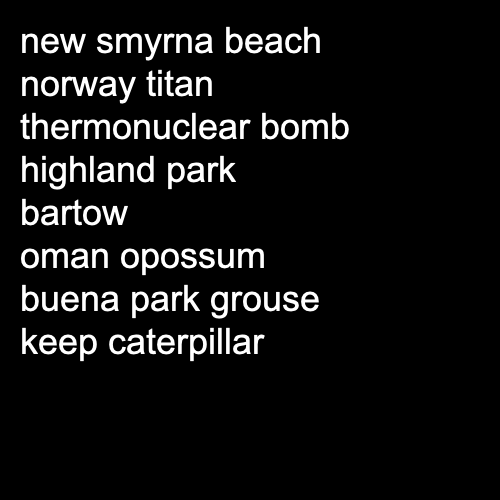 new smyrna beach
norway titan
thermonuclear bomb
highland park
bartow
oman opossum
buena park grouse
keep caterpillar